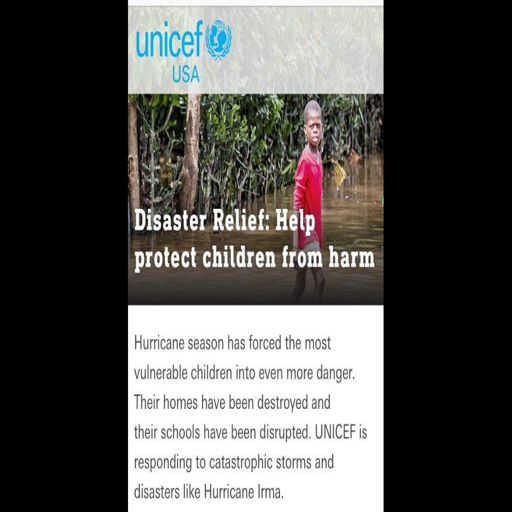 unicef
USA
Disaster Relief: Help
protect children from harm
Hurricane season has forced the most
vulnerable children into even more danger.
Their homes have been destroyed and
their schools have been disrupted. UNICEF is
responding to catastrophic storms and
disasters like Hurricane Irma.